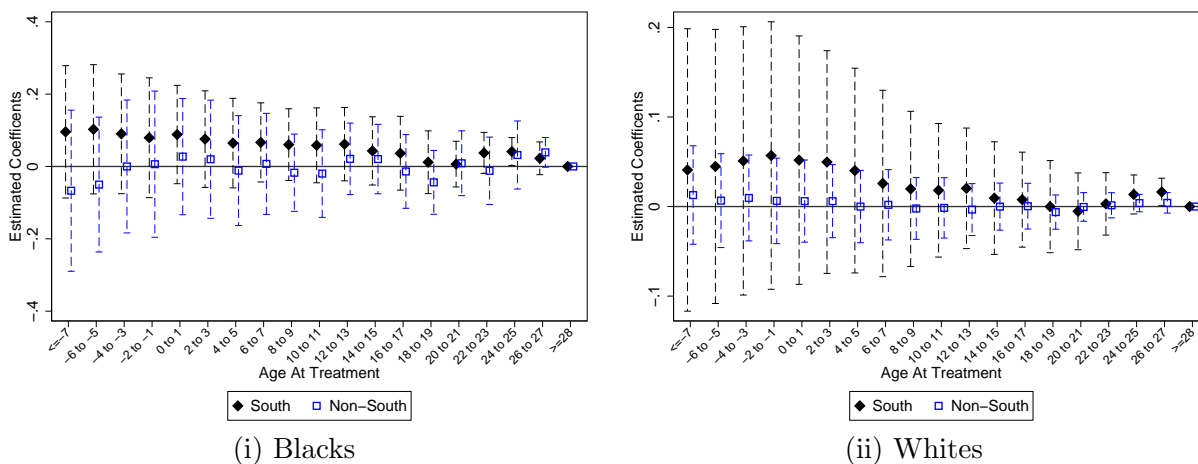 Estimated Coefficents
.4
.2
0
−.2
−.4
<=−7
−6 to −5
−4 to −3
−2 to −1
0 to 1
2 to 3
4 to 5
6 to 7
8 to 9
10 to 11
12 to 13
14 to 15
16 to 17
18 to 19
20 to 21
22 to 23
24 to 25
26 to 27
>=28
Age At Treatment
South Non−South
(i) Blacks
Estimated Coefficents
.2
.1
0
−.1
<=−7
−6 to −5
−4 to −3
−2 to −1
0 to 1
2 to 3
4 to 5
6 to 7
8 to 9
10 to 11
12 to 13
14 to 15
16 to 17
18 to 19
20 to 21
22 to 23
24 to 25
26 to 27
>=28
Age At Treatment
South Non−South
(ii) Whites